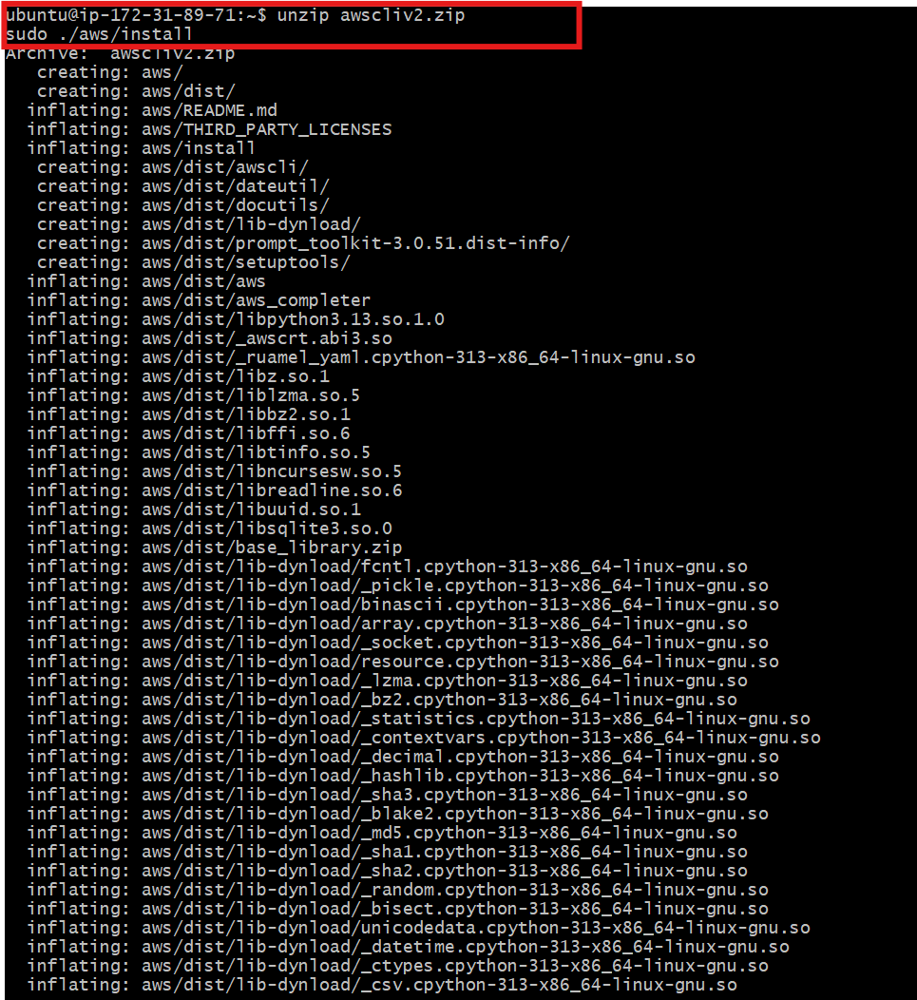 ubuntu@ip-172-31-89-71:~$ unzip awscliv2.zip
sudo ./aws/install
Archive:  awscliv2.zip
   creating: aws/
   creating: aws/dist/
  inflating: aws/README.md
  inflating: aws/THIRD_PARTY_LICENSES
  inflating: aws/install
   creating: aws/dist/awscli/
   creating: aws/dist/dateutil/
   creating: aws/dist/docutils/
   creating: aws/dist/lib-dynload/
   creating: aws/dist/prompt_toolkit-3.0.51.dist-info/
   creating: aws/dist/setuptools/
  inflating: aws/dist/aws
  inflating: aws/dist/aws_completer
  inflating: aws/dist/libpython3.13.so.1.0
  inflating: aws/dist/_awscrt.abi3.so
  inflating: aws/dist/_ruamel_yaml.cpython-313-x86_64-linux-gnu.so
  inflating: aws/dist/libz.so.1
  inflating: aws/dist/liblzma.so.5
  inflating: aws/dist/libbz2.so.1
  inflating: aws/dist/libffi.so.6
  inflating: aws/dist/libtinfo.so.5
  inflating: aws/dist/libncursesw.so.5
  inflating: aws/dist/libreadline.so.6
  inflating: aws/dist/libuuid.so.1
  inflating: aws/dist/libsqlite3.so.0
  inflating: aws/dist/base_library.zip
  inflating: aws/dist/lib-dynload/fcntl.cpython-313-x86_64-linux-gnu.so
  inflating: aws/dist/lib-dynload/_pickle.cpython-313-x86_64-linux-gnu.so
  inflating: aws/dist/lib-dynload/binascii.cpython-313-x86_64-linux-gnu.so
  inflating: aws/dist/lib-dynload/array.cpython-313-x86_64-linux-gnu.so
  inflating: aws/dist/lib-dynload/_socket.cpython-313-x86_64-linux-gnu.so
  inflating: aws/dist/lib-dynload/resource.cpython-313-x86_64-linux-gnu.so
  inflating: aws/dist/lib-dynload/_lzma.cpython-313-x86_64-linux-gnu.so
  inflating: aws/dist/lib-dynload/_bz2.cpython-313-x86_64-linux-gnu.so
  inflating: aws/dist/lib-dynload/_statistics.cpython-313-x86_64-linux-gnu.so
  inflating: aws/dist/lib-dynload/_contextvars.cpython-313-x86_64-linux-gnu.so
  inflating: aws/dist/lib-dynload/_decimal.cpython-313-x86_64-linux-gnu.so
  inflating: aws/dist/lib-dynload/_hashlib.cpython-313-x86_64-linux-gnu.so
  inflating: aws/dist/lib-dynload/_sha3.cpython-313-x86_64-linux-gnu.so
  inflating: aws/dist/lib-dynload/_blake2.cpython-313-x86_64-linux-gnu.so
  inflating: aws/dist/lib-dynload/_md5.cpython-313-x86_64-linux-gnu.so
  inflating: aws/dist/lib-dynload/_sha1.cpython-313-x86_64-linux-gnu.so
  inflating: aws/dist/lib-dynload/_sha2.cpython-313-x86_64-linux-gnu.so
  inflating: aws/dist/lib-dynload/_random.cpython-313-x86_64-linux-gnu.so
  inflating: aws/dist/lib-dynload/_bisect.cpython-313-x86_64-linux-gnu.so
  inflating: aws/dist/lib-dynload/unicodedata.cpython-313-x86_64-linux-gnu.so
  inflating: aws/dist/lib-dynload/_datetime.cpython-313-x86_64-linux-gnu.so
  inflating: aws/dist/lib-dynload/_ctypes.cpython-313-x86_64-linux-gnu.so
  inflating: aws/dist/lib-dynload/_csv.cpython-313-x86_64-linux-gnu.so